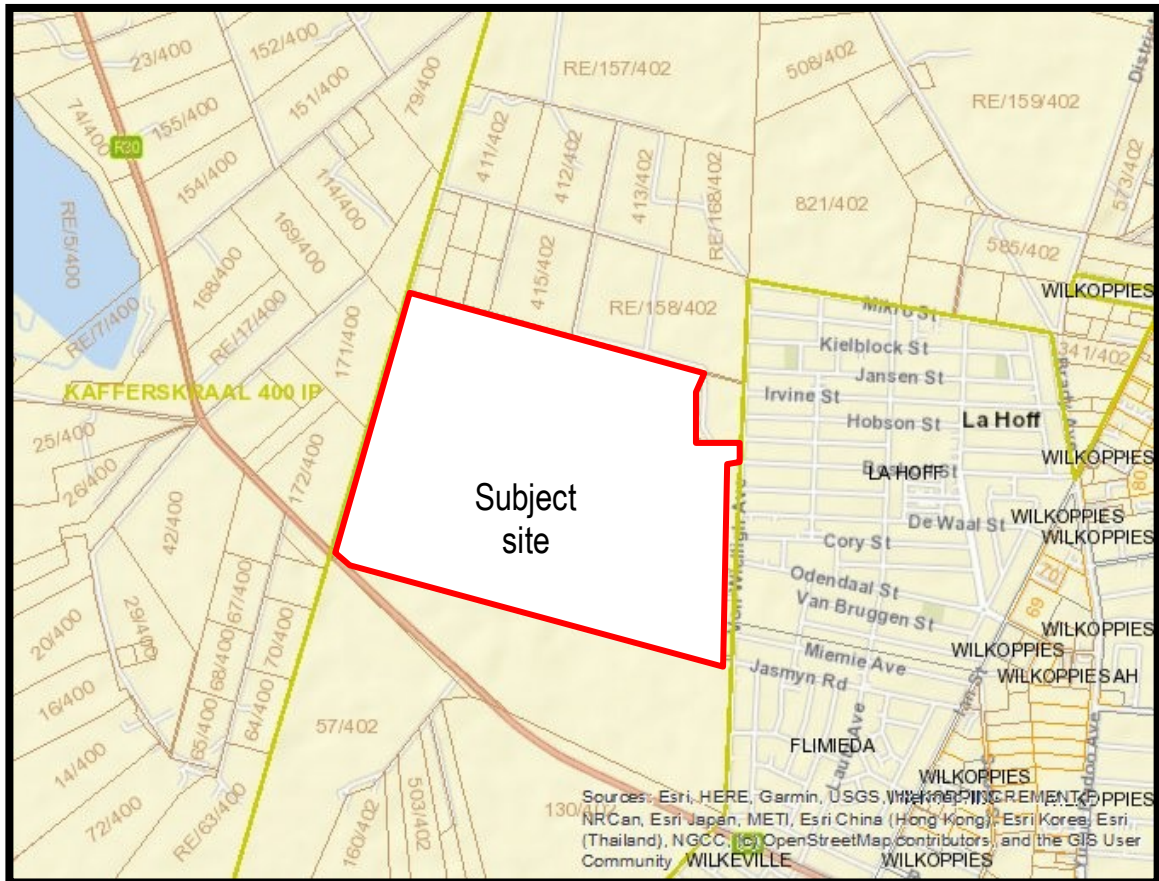 23/400
152/400
79/400
RE/157/402
508/402
District
74/400
155/400
151/400
RE/159/402
R30
154/400
114/400
411/402
412/402
413/402
RE/168/402
573/402
RE/5/400
169/400
821/402
168/400
585/402
415/402
RE/158/402
WILKOPPIES
RE/7/400
RE/17/400
171/400
Mikro St
Kielblock St
341/402
Jansen St
KAFFERSKRAAL 400 IP
Irvine St
Hobson St
La Hoff
25/400
WILKOPPIES
26/400
172/400
LA HOFF
80
Subject
site
42/400
De Waal St
WILKOPPIES
WILKOPPIES
Cory St
Odendaal St
70
Van Bruggen St
69
29/400
67/400
20/400
68/400
70/400
WILKOPPIES
Miemie Ave
WILKOPPIES
Jasmyn Rd
WILKOPPIES AH
16/400
65/400
64/400
57/402
14/400
FLIMIEDA
WILKOPPIES
72/400
RE/63/400
160/402
503/402
130/402
Sources: Esri, HERE, Garmin, USGS,
NRCan, Esri Japan, METI, Esri China (Hong Kong), Esri Korea, Esri
(Thailand), NGCC, (c) OpenStreetMap contributors, and the GIS User
Community
WILKEVILLE
WILKOPPIES